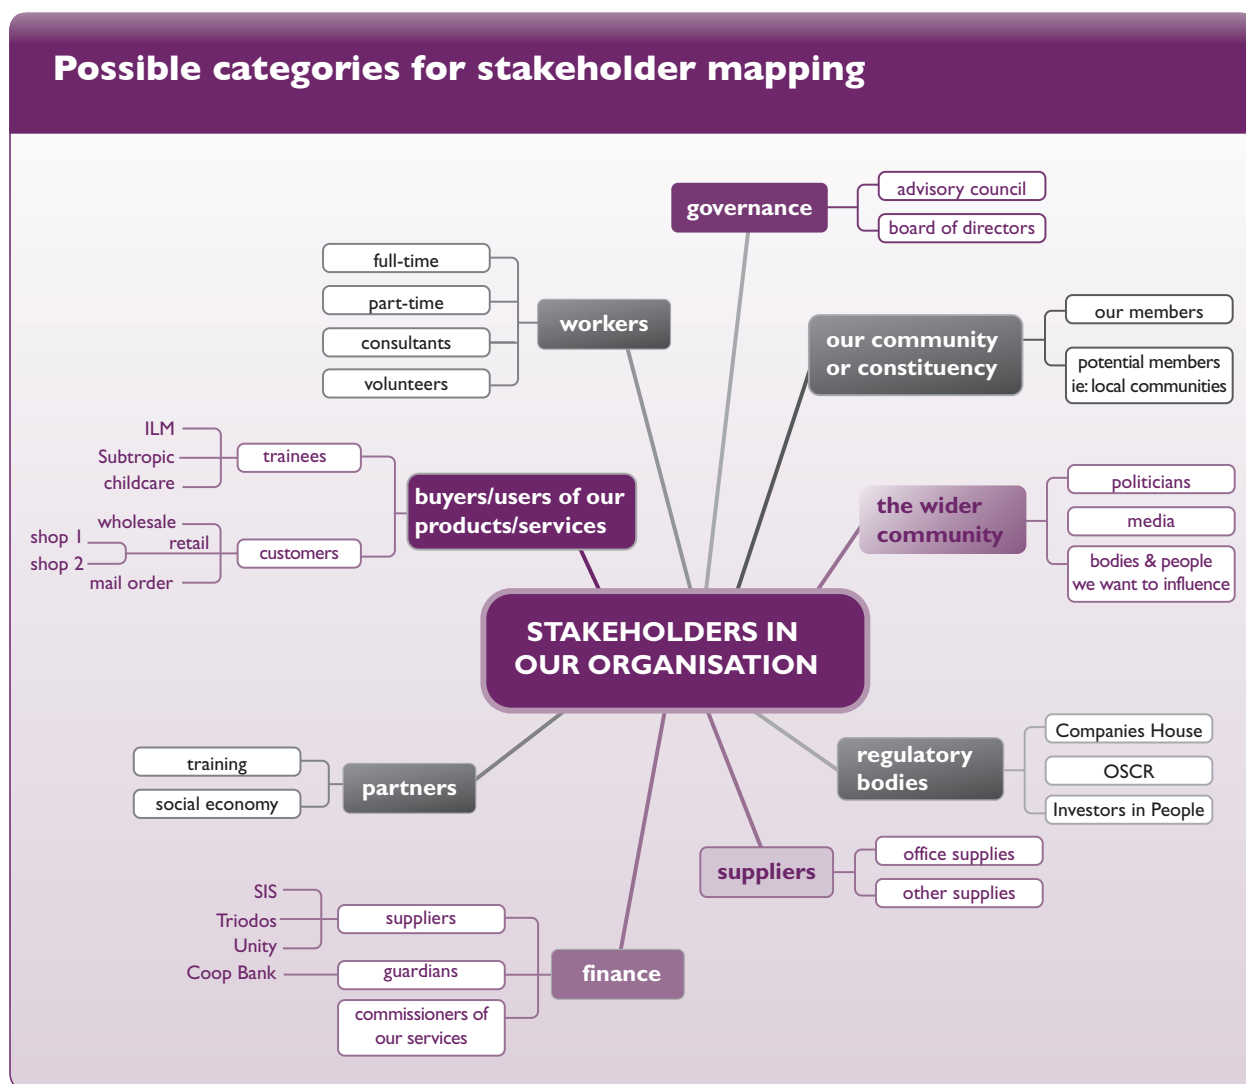 Possible categories for stakeholder mapping
governance
advisory council
board of directors
full-time
part-time
consultants
volunteers
workers
our community
or constituency
our members
potential members
ie: local communities
ILM
Subtropic
childcare
trainees
wholesale
retail
shop 1
shop 2
mail order
customers
buyers/users of our
products/services
the wider
community
politicians
media
bodies & people
we want to influence
STAKEHOLDERS IN
OUR ORGANISATION
training
social economy
partners
regulatory
bodies
Companies House
OSCR
Investors in People
suppliers
office supplies
other supplies
SIS
Triodos
Unity
suppliers
Coop Bank
guardians
commissioners of
our services
finance